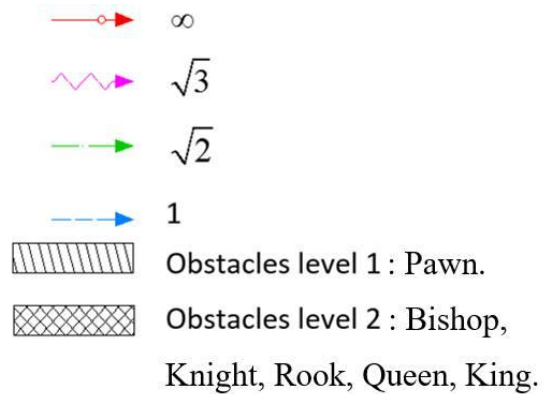 ∞
√3
√2
1
Obstacles level 1 : Pawn.
Obstacles level 2 : Bishop,
Knight, Rook, Queen, King.